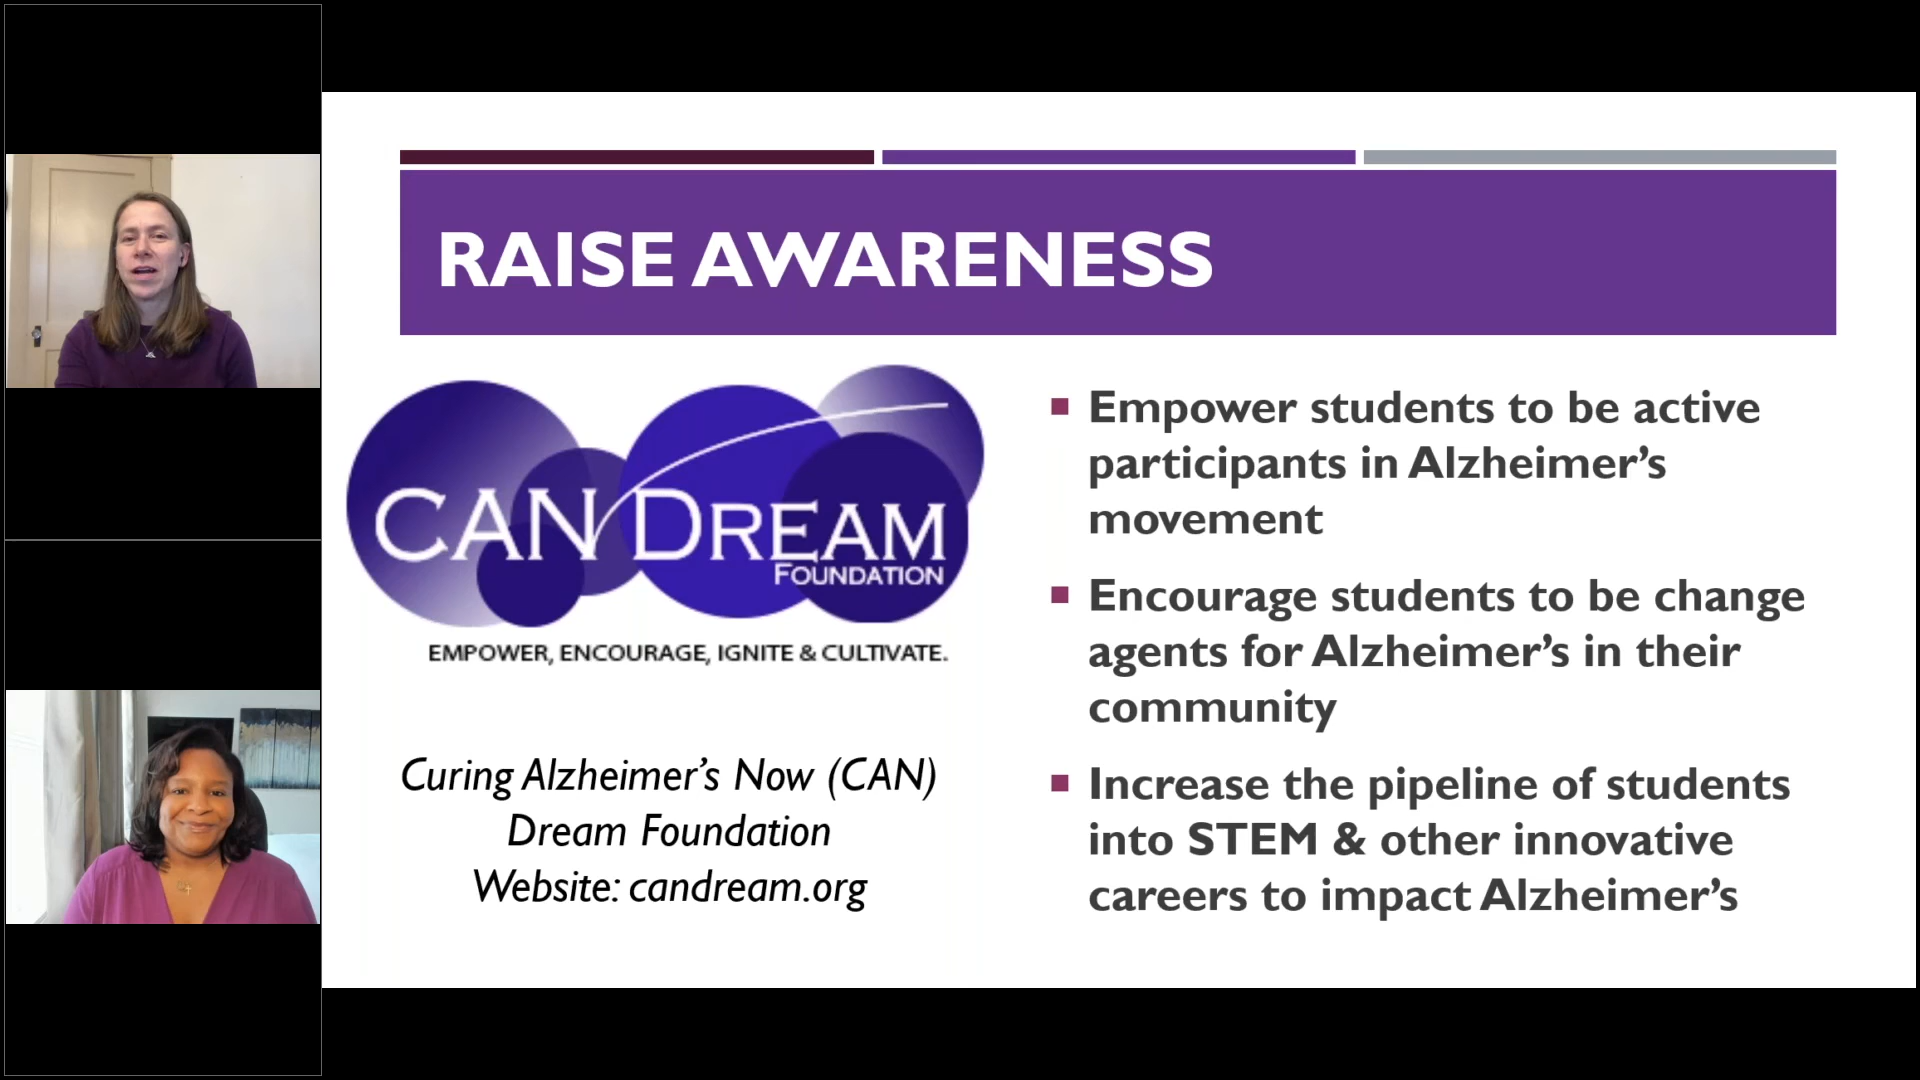 RAISE AWARENESS
CAN DREAM
FOUNDATION
EMPOWER, ENCOURAGE, IGNITE & CULTIVATE.
Curing Alzheimer’s Now (CAN)
Dream Foundation
Website: candream.org
Empower students to be active
participants in Alzheimer’s
movement
Encourage students to be change
agents for Alzheimer’s in their
community
Increase the pipeline of students
into STEM & other innovative
careers to impact Alzheimer’s